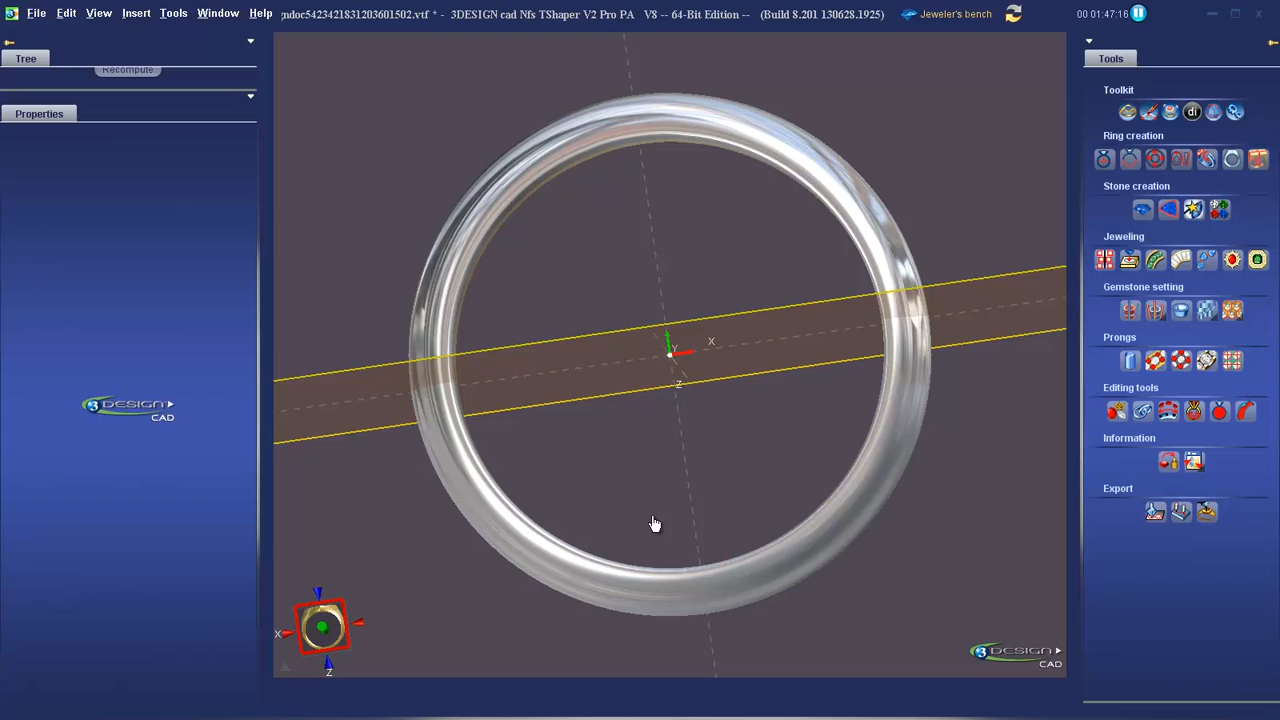 File Edit View Insert Tools Window Help
gndoc5423421831203601502.vtf * - 3DESIGN cad Nfs TShaper V2 Pro PA V8 -- 64-Bit Edition -- (Build 8.201 130628.1925)
Jeweler's bench
00 01:47:16
Tree
Recompute
Properties
3DESIGN
CAD
X
Y
Z
X
Z
3DESIGN
CAD
Tools
Toolkit
di
Ring creation
Stone creation
Jeweling
Gemstone setting
Prongs
Editing tools
Information
Export